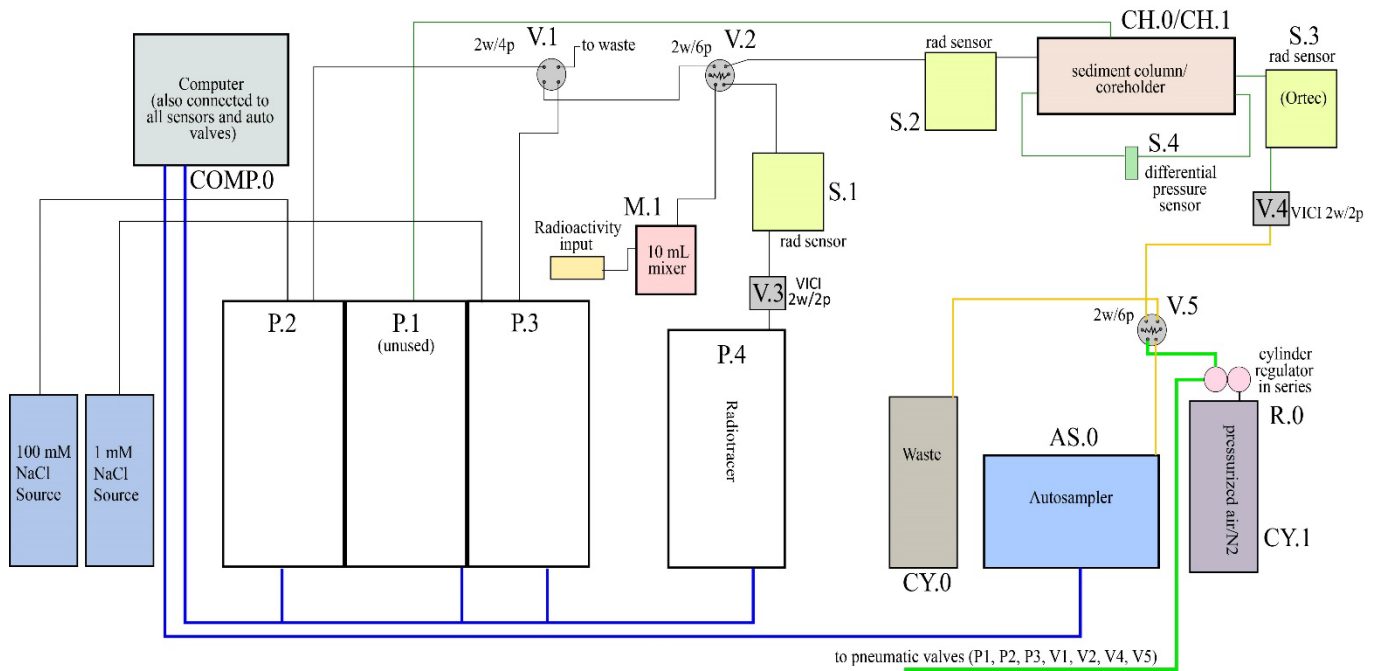 CH.0/CH.1
V.1
2w/4p
to waste
V.2
2w/6p
rad sensor
S.3
rad sensor
Computer
(also connected to
all sensors and auto
valves)
sediment column/
coreholder
(Ortec)
S.2
S.4
differential
pressure
sensor
COMP.0
S.1
rad sensor
V.4
VICI 2w/2p
M.1
Radioactivity
input
10 mL
mixer
V.3
VICI
2w/2p
P.2
P.1
(unused)
P.3
P.4
Radiotracer
2w/6p
V.5
cylinder
regulator
in series
R.0
100 mM
NaCl
Source
1 mM
NaCl
Source
Waste
AS.0
Autosampler
pressurized air/N2
CY.1
CY.0
to pneumatic valves (P1, P2, P3, V1, V2, V4, V5)